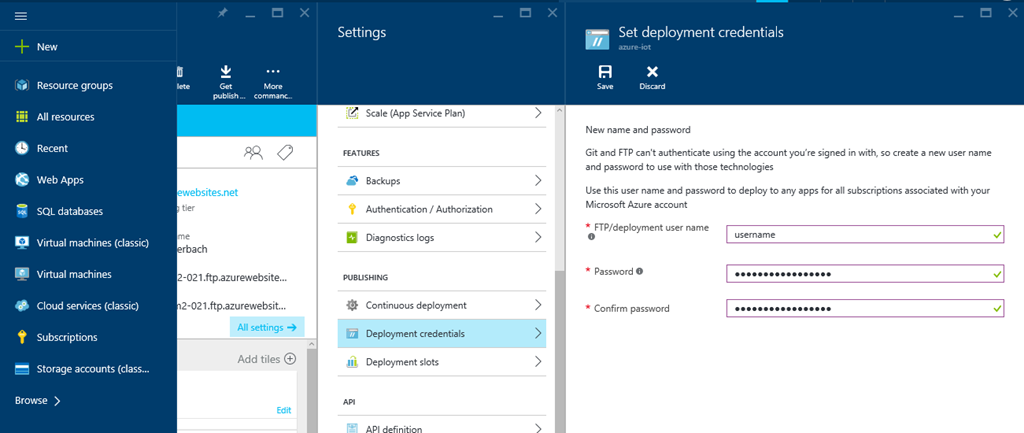 New
Resource groups
All resources
Recent
Web Apps
SQL databases
Virtual machines (classic)
Virtual machines
Cloud services (classic)
Subscriptions
Storage accounts (class...
Browse
Get
publish ...
More
commanc...
ewebsites.net
tier
erbach
-021.ftp.azurewebsite...
-021.ftp.azurewebsit...
All settings
Add tiles
Edit
Settings
Scale (App Service Plan)
FEATURES
Backups
Authentication / Authorization
Diagnostics logs
PUBLISHING
Continuous deployment
Deployment credentials
Deployment slots
API
API definition
Set deployment credentials
azure-iot
Save
Discard
New name and password
Git and FTP can't authenticate using the account you're signed in with, so create a new user name
and password to use with those technologies
Use this user name and password to deploy to any apps for all subscriptions associated with your
Microsoft Azure account
* FTP/deployment user name
username
* Password
•••••••••••••••••
* Confirm password
•••••••••••••••••